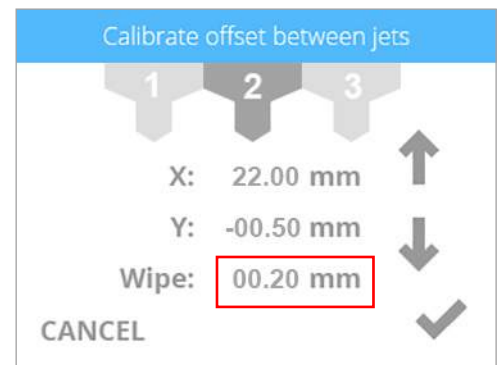 Calibrate offset between jets
1 2 3
X: 22.00 mm
Y: -00.50 mm
Wipe: 00.20 mm
CANCEL